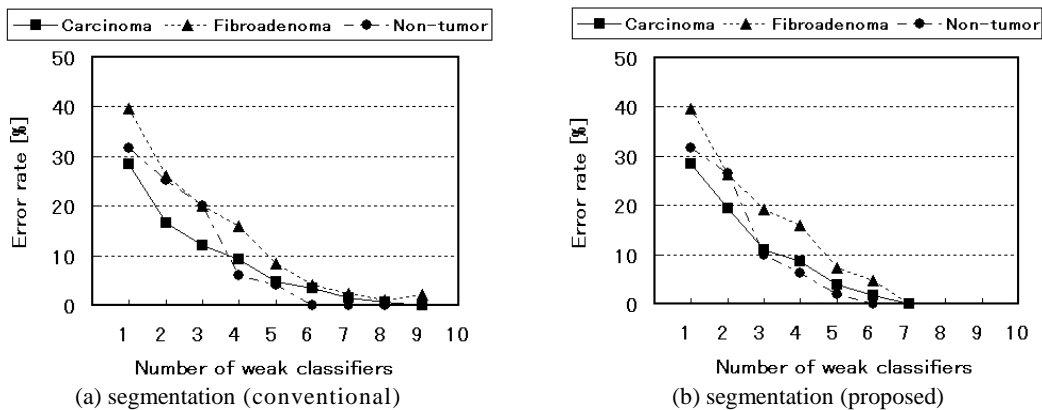 Carcinoma Fibroadenoma Non-tumor
50
40
30
20
10
0
Error rate [%]
1 2 3 4 5 6 7 8 9 10
Number of weak classifiers
(a) segmentation (conventional)
Carcinoma Fibroadenoma Non-tumor
50
40
30
20
10
0
Error rate [%]
1 2 3 4 5 6 7 8 9 10
Number of weak classifiers
(b) segmentation (proposed)